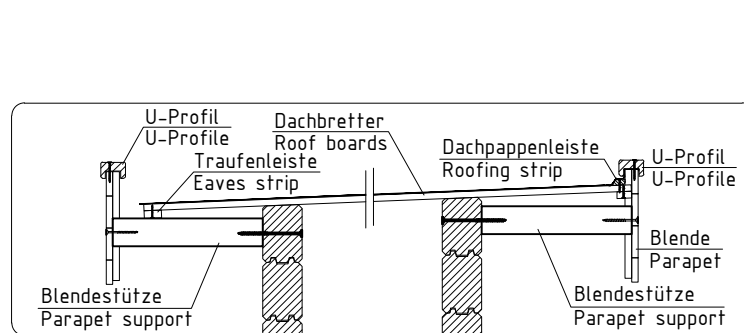 U-Profil
U-Profile
Dachbretter
Roof boards
Traufenleiste
Eaves strip
Dachpappenleiste
Roofing strip
U-Profil
U-Profile
Blende
Parapet
Blendestütze
Parapet support
Blendestütze
Parapet support